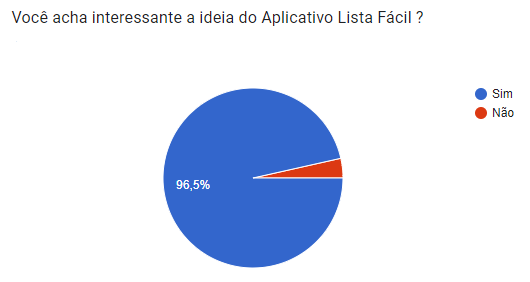 Você acha interessante a ideia do Aplicativo Lista Fácil ?
Sim
Não
96,5%